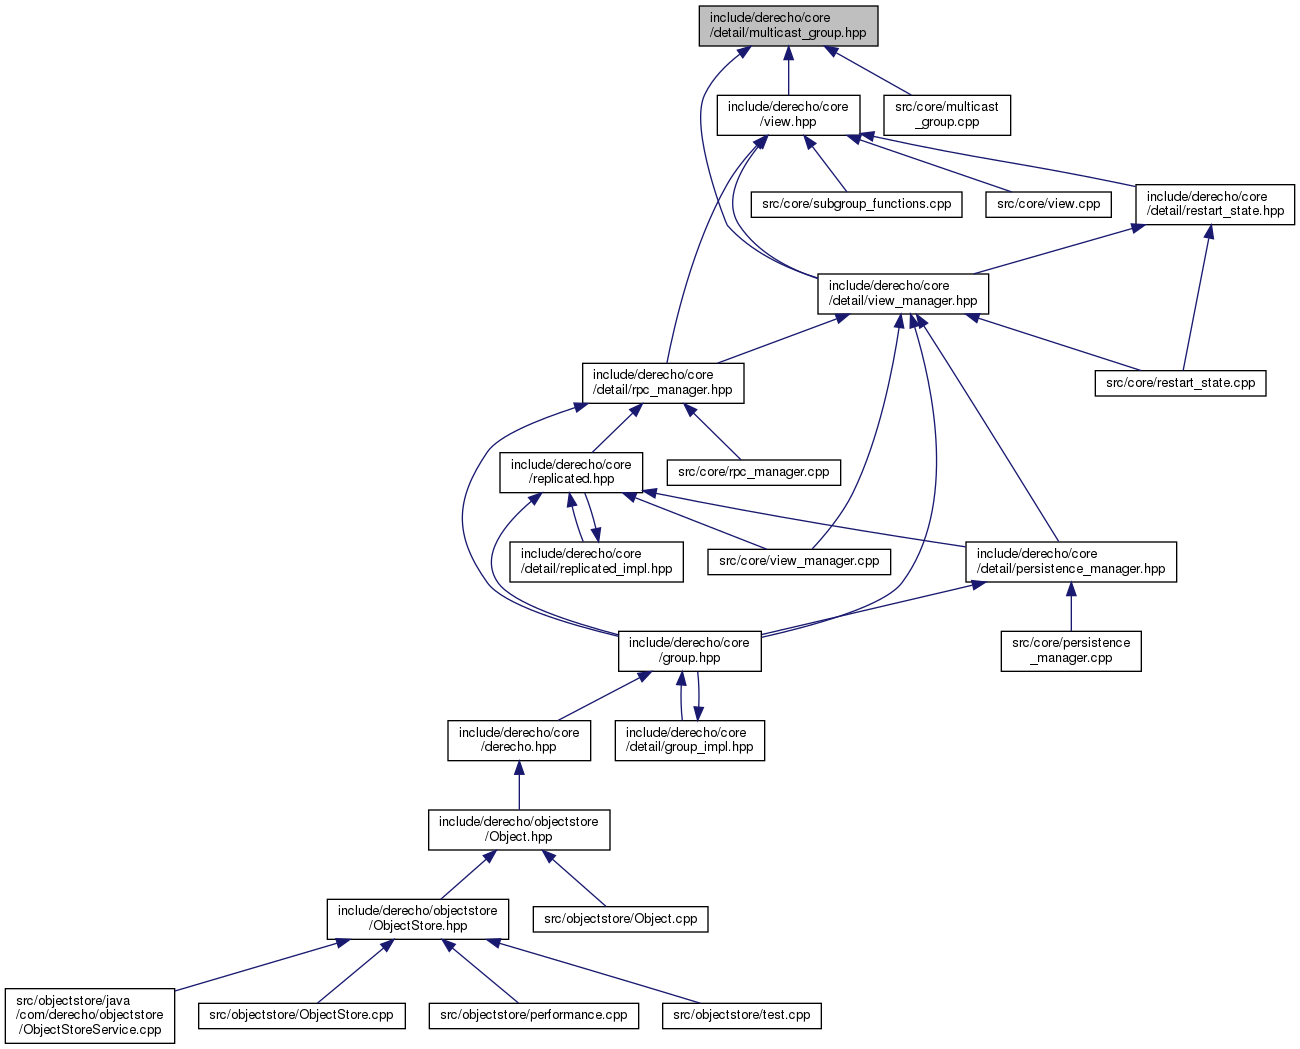 include/derecho/core
/detail/multicast_group.hpp
include/derecho/core
/view.hpp
src/core/multicast
_group.cpp
src/core/subgroup_functions.cpp
src/core/view.cpp
include/derecho/core
/detail/restart_state.hpp
include/derecho/core
/detail/view_manager.hpp
include/derecho/core
/detail/rpc_manager.hpp
src/core/restart_state.cpp
include/derecho/core
/replicated.hpp
src/core/rpc_manager.cpp
include/derecho/core
/detail/replicated_impl.hpp
src/core/view_manager.cpp
include/derecho/core
/detail/persistence_manager.hpp
include/derecho/core
/group.hpp
src/core/persistence
_manager.cpp
include/derecho/core
/derecho.hpp
include/derecho/core
/detail/group_impl.hpp
include/derecho/objectstore
/Object.hpp
include/derecho/objectstore
/ObjectStore.hpp
src/objectstore/Object.cpp
src/objectstore/java
/com/derecho/objectstore
/ObjectStoreService.cpp
src/objectstore/ObjectStore.cpp
src/objectstore/performance.cpp
src/objectstore/test.cpp